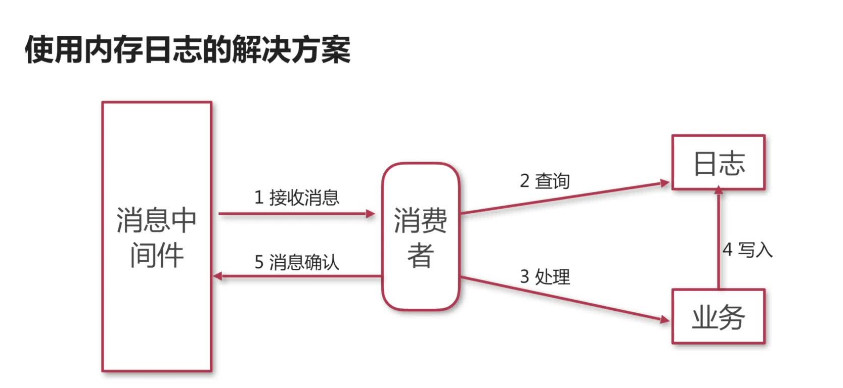 使用内存日志的解决方案
消息中
间件
1 接收消息
5 消息确认
消费
者
2 查询
3 处理
日志
4 写入
业务